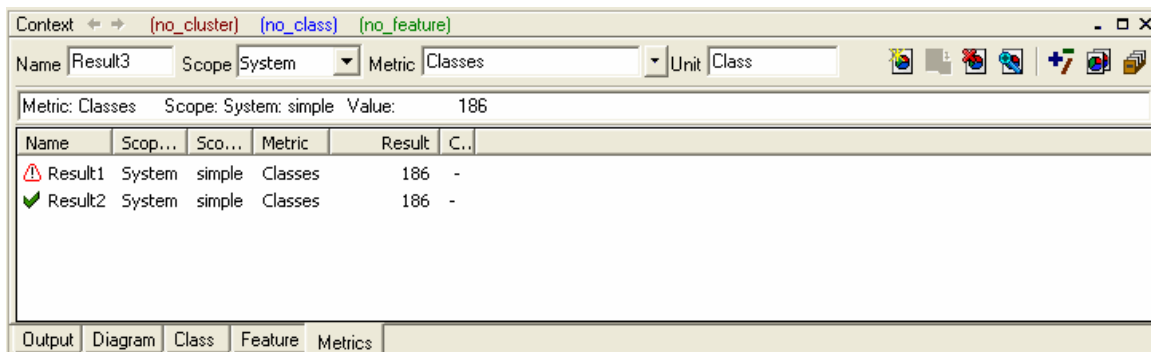 Context (no_cluster) (no_class) (no_feature)
Name Result3 Scope System Metric Classes Unit Class
Metric: Classes Scope: System: simple Value: 186
Name Scop... Sco... Metric Result C..
Result1 System simple Classes 186 -
Result2 System simple Classes 186 -
Output Diagram Class Feature Metrics